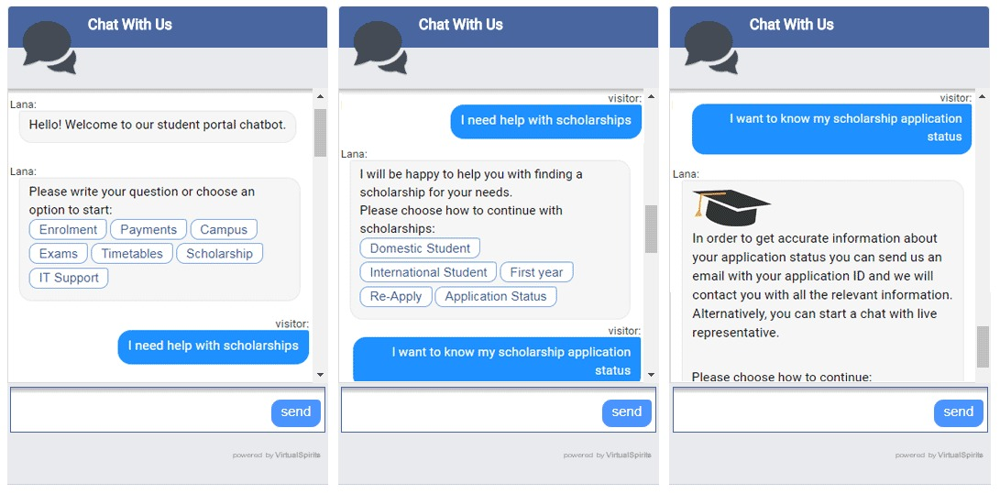 Chat With Us
Lana:
Hello! Welcome to our student portal chatbot.
Lana:
Please write your question or choose an
option to start:
Enrolment Payments Campus
Exams Timetables Scholarship
IT Support
visitor:
I need help with scholarships
send
powered by VirtualSpirits
Chat With Us
visitor:
I need help with scholarships
Lana:
I will be happy to help you with finding a
scholarship for your needs.
Please choose how to continue with
scholarships:
Domestic Student
International Student First year
Re-Apply Application Status
visitor:
I want to know my scholarship application
status
send
powered by VirtualSpirits
Chat With Us
visitor:
I want to know my scholarship application
status
Lana:
In order to get accurate information about
your application status you can send us an
email with your application ID and we will
contact you with all the relevant information.
Alternatively, you can start a chat with live
representative.
Please choose how to continue:
send
powered by VirtualSpirits